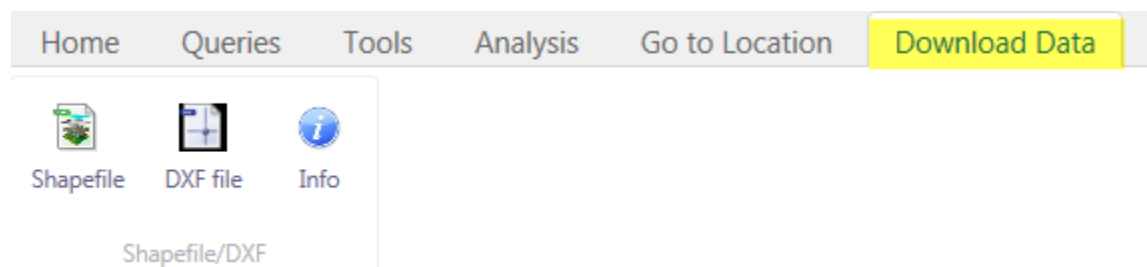 Home Queries Tools Analysis Go to Location Download Data
Shapefile DXF file Info
Shapefile/DXF